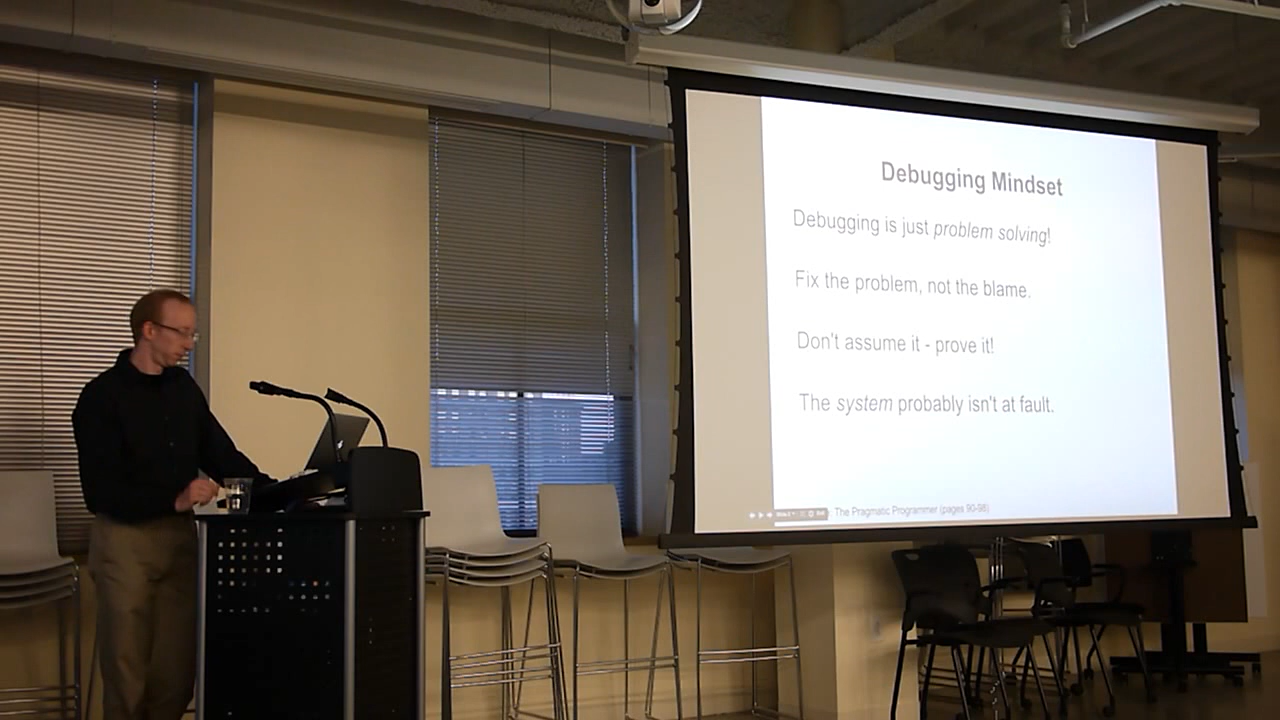 Debugging Mindset
Debugging is just problem solving!
Fix the problem, not the blame.
Don't assume it - prove it!
The system probably isn't at fault.
The Pragmatic Programmer (pages 90-98)